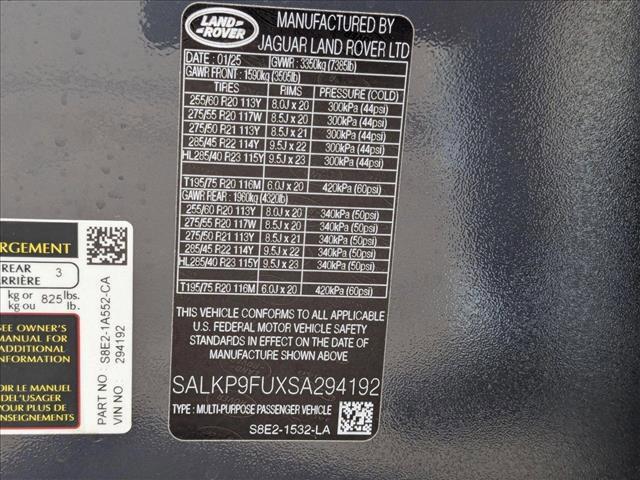 LAND ROVER
MANUFACTURED BY
JAGUAR LAND ROVER LTD
DATE : 01/25 GVWR : 3350kg (7385lb)
GAWR FRONT : 1590kg (3505lb)
TIRES RIMS PRESSURE (COLD)
255/60 R20 113Y 8.0J x 20 300kPa (44psi)
275/55 R20 117W 8.5J x 20 300kPa (44psi)
275/50 R21 113Y 8.5J x 21 300kPa (44psi)
285/45 R22 114Y 9.5J x 22 300kPa (44psi)
HL285/40 R23 115Y 9.5J x 23 300kPa (44psi)
T195/75 R20 116M 6.0J x 20 420kPa (60psi)
GAWR REAR : 1960kg (4320lb)
255/60 R20 113Y 8.0J x 20 340kPa (50psi)
275/55 R20 117W 8.5J x 20 340kPa (50psi)
275/50 R21 113Y 8.5J x 21 340kPa (50psi)
285/45 R22 114Y 9.5J x 22 340kPa (50psi)
HL285/40 R23 115Y 9.5J x 23 340kPa (50psi)
T195/75 R20 116M 6.0J x 20 420kPa (60psi)
THIS VEHICLE CONFORMS TO ALL APPLICABLE
U.S. FEDERAL MOTOR VEHICLE SAFETY
STANDARDS IN EFFECT ON THE DATE OF
MANUFACTURE SHOWN ABOVE
SALKP9FUXSA294192
TYPE : MULTI-PURPOSE PASSENGER VEHICLE
S8E2-1532-LA
REAR 3
kg or 825 lbs.
kg ou lb.
SEE OWNER'S
MANUAL FOR
ADDITIONAL
INFORMATION
LE MANUEL
DEL'USAGER
POUR PLUS DE
PART NO : S8E2-1A552-CA
VIN NO 294192